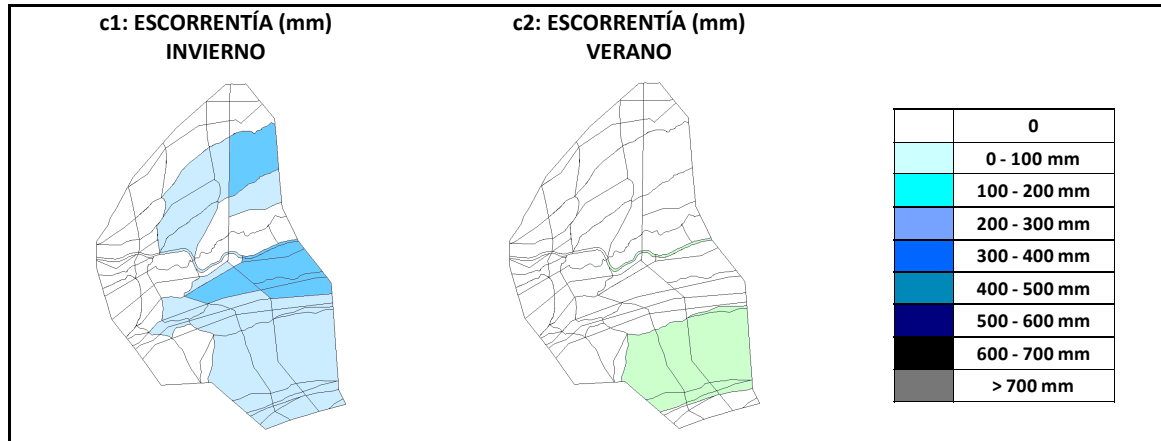 c1: ESCORRENTÍA (mm)
INVIERNO
c2: ESCORRENTÍA (mm)
VERANO
0
0 - 100 mm
100 - 200 mm
200 - 300 mm
300 - 400 mm
400 - 500 mm
500 - 600 mm
600 - 700 mm
> 700 mm